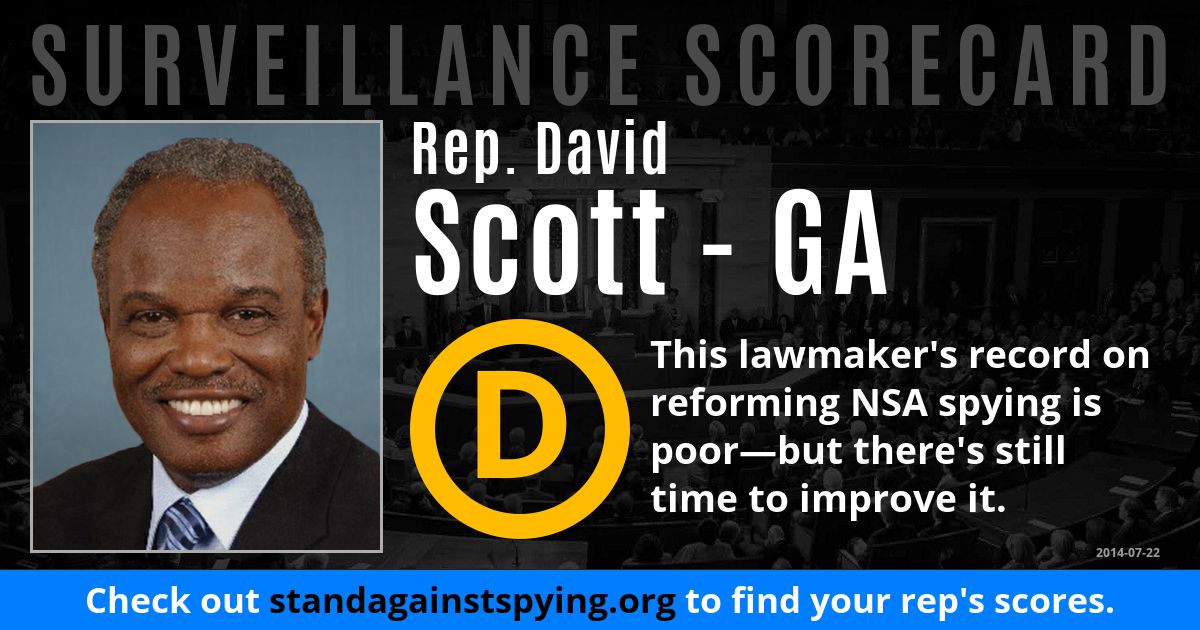 SURVEILLANCE SCORECARD
Rep. David
Scott - GA
D
This lawmaker's record on
reforming NSA spying is
poor—but there's still
time to improve it.
2014-07-22
Check out standagainstspying.org to find your rep's scores.